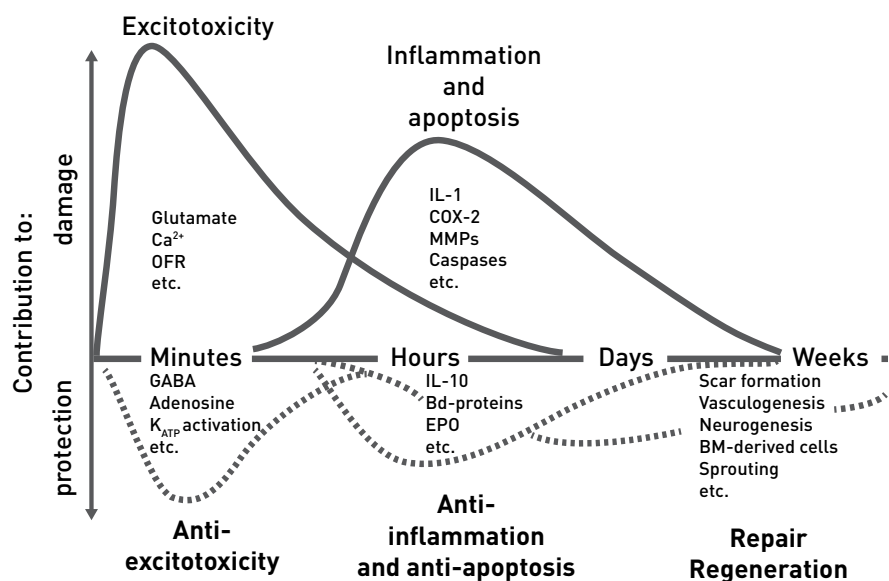 Excitotoxicity
Inflammation
and
apoptosis
Contribution to:
damage
protection
Glutamate
Ca²⁺
OFR
etc.
IL-1
COX-2
MMPs
Caspases
etc.
Minutes
Hours
Days
Weeks
GABA
Adenosine
K_ATP activation
etc.
IL-10
Bd-proteins
EPO
etc.
Scar formation
Vasculogenesis
Neurogenesis
BM-derived cells
Sprouting
etc.
Anti-
excitotoxicity
Anti-
inflammation
and anti-apoptosis
Repair
Regeneration